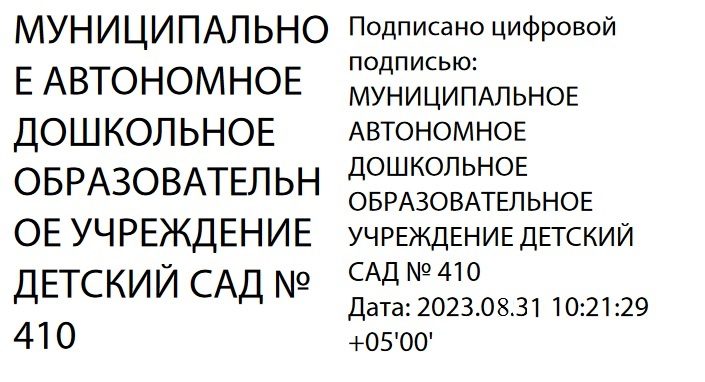 МУНИЦИПАЛЬНО
Е АВТОНОМНОЕ
ДОШКОЛЬНОЕ
ОБРАЗОВАТЕЛЬН
ОЕ УЧРЕЖДЕНИЕ
ДЕТСКИЙ САД №
410
Подписано цифровой
подписью:
МУНИЦИПАЛЬНОЕ
АВТОНОМНОЕ
ДОШКОЛЬНОЕ
ОБРАЗОВАТЕЛЬНОЕ
УЧРЕЖДЕНИЕ ДЕТСКИЙ
САД № 410
Дата: 2023.08.31 10:21:29
+05'00'